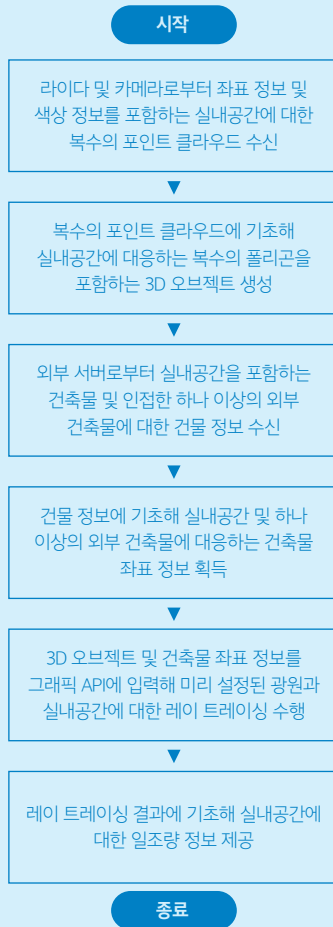 시작
라이다 및 카메라로부터 좌표 정보 및
색상 정보를 포함하는 실내공간에 대한
복수의 포인트 클라우드 수신
▼
복수의 포인트 클라우드에 기초해
실내공간에 대응하는 복수의 폴리곤을
포함하는 3D 오브젝트 생성
▼
외부 서버로부터 실내공간을 포함하는
건축물 및 인접한 하나 이상의 외부
건축물에 대한 건물 정보 수신
▼
건물 정보에 기초해 실내공간 및 하나
이상의 외부 건축물에 대응하는 건축물
좌표 정보 획득
▼
3D 오브젝트 및 건축물 좌표 정보를
그래픽 API에 입력해 미리 설정된 광원과
실내공간에 대한 레이 트레이싱 수행
▼
레이 트레이싱 결과에 기초해 실내공간에
대한 일조량 정보 제공
종료